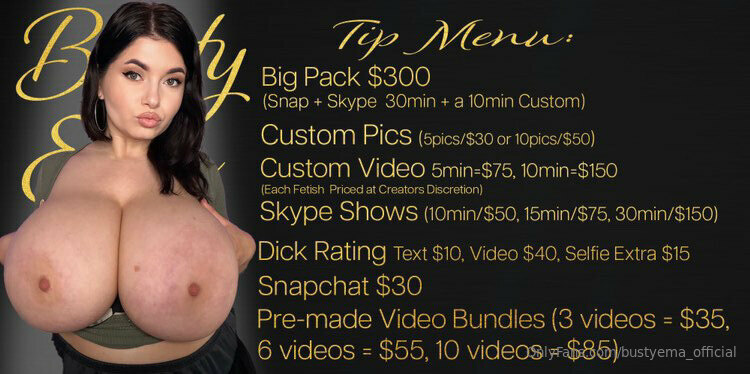 Tip Menu:
Big Pack $300
(Snap + Skype 30min + a 10min Custom)
Custom Pics (5pics/$30 or 10pics/$50)
Custom Video 5min=$75, 10min=$150
(Each Fetish Priced at Creators Discretion)
Skype Shows (10min/$50, 15min/$75, 30min/$150)
Dick Rating Text $10, Video $40, Selfie Extra $15
Snapchat $30
Pre-made Video Bundles (3 videos = $35,
6 videos = $55, 10 videos = $85)
OnlyFans.com/bustyema_official